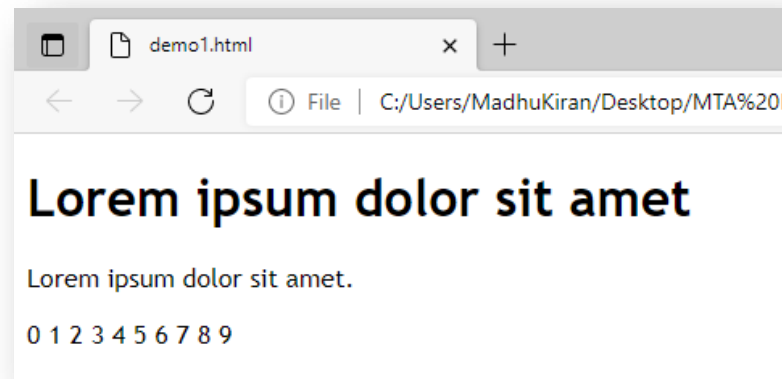 demo1.html
File C:/Users/MadhuKiran/Desktop/MTA%20
Lorem ipsum dolor sit amet
Lorem ipsum dolor sit amet.
0 1 2 3 4 5 6 7 8 9